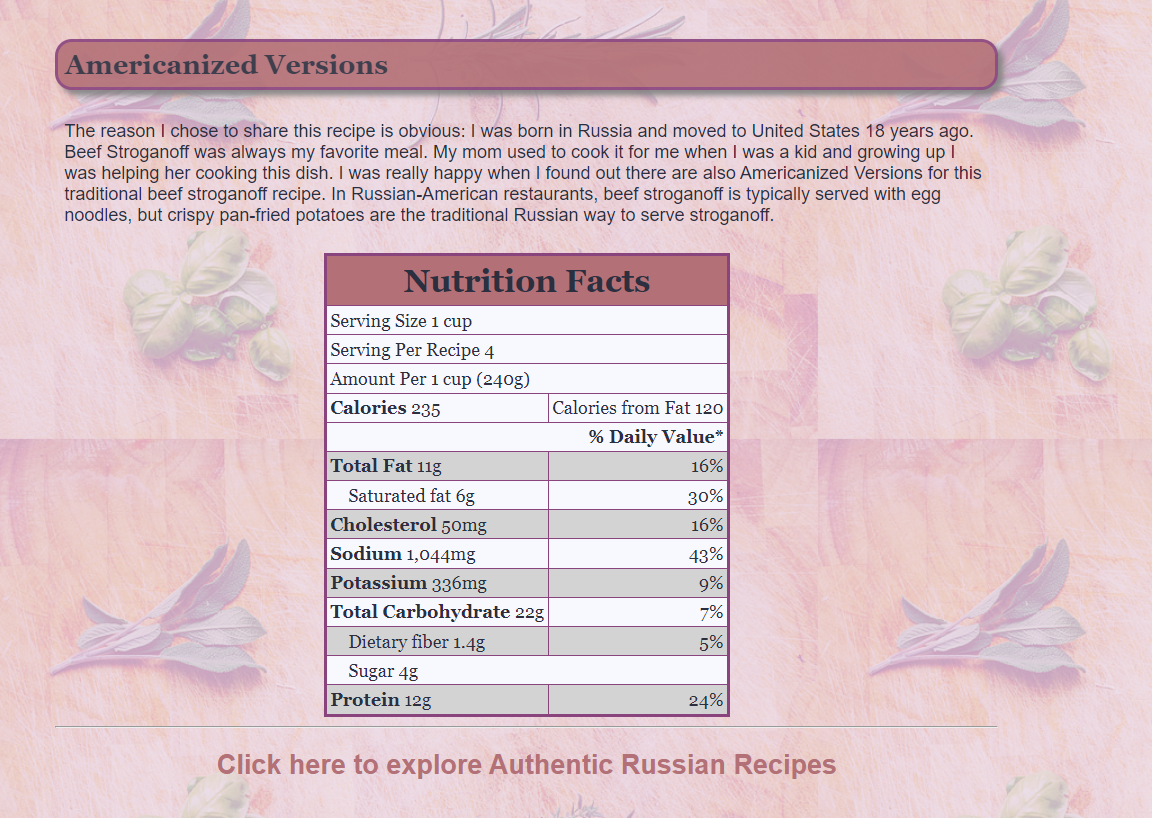 Americanized Versions
The reason I chose to share this recipe is obvious: I was born in Russia and moved to United States 18 years ago.
Beef Stroganoff was always my favorite meal. My mom used to cook it for me when I was a kid and growing up I
was helping her cooking this dish. I was really happy when I found out there are also Americanized Versions for this
traditional beef stroganoff recipe. In Russian-American restaurants, beef stroganoff is typically served with egg
noodles, but crispy pan-fried potatoes are the traditional Russian way to serve stroganoff.
Nutrition Facts
Serving Size 1 cup
Serving Per Recipe 4
Amount Per 1 cup (240g)
Calories 235 Calories from Fat 120
% Daily Value*
Total Fat 11g 16%
Saturated fat 6g 30%
Cholesterol 50mg 16%
Sodium 1,044mg 43%
Potassium 336mg 9%
Total Carbohydrate 22g 7%
Dietary fiber 1.4g 5%
Sugar 4g
Protein 12g 24%
Click here to explore Authentic Russian Recipes